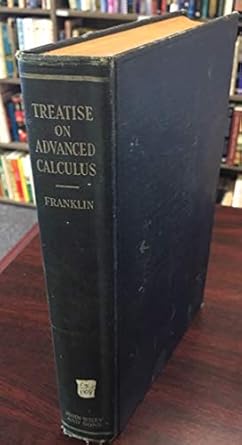 TREATISE
ON
ADVANCED
CALCULUS
FRANKLIN
JOHN WILEY
AND SONS